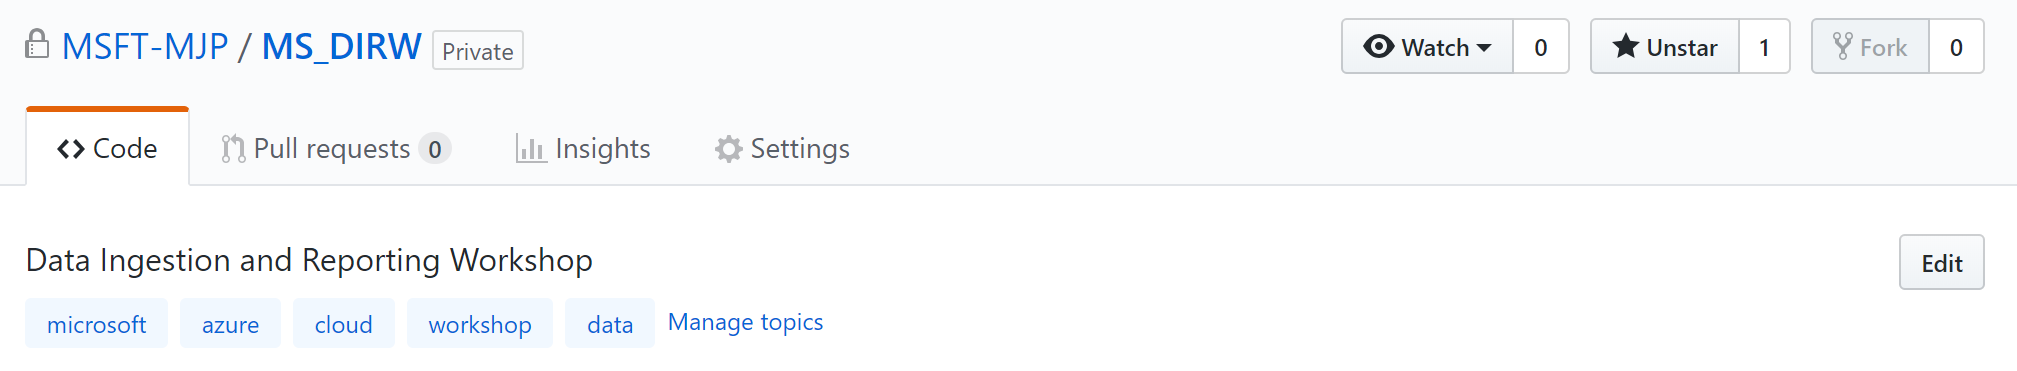 MSFT-MJP / MS_DIRW Private Watch 0 Unstar 1 Fork 0
Code Pull requests 0 Insights Settings
Data Ingestion and Reporting Workshop Edit
microsoft azure cloud workshop data Manage topics